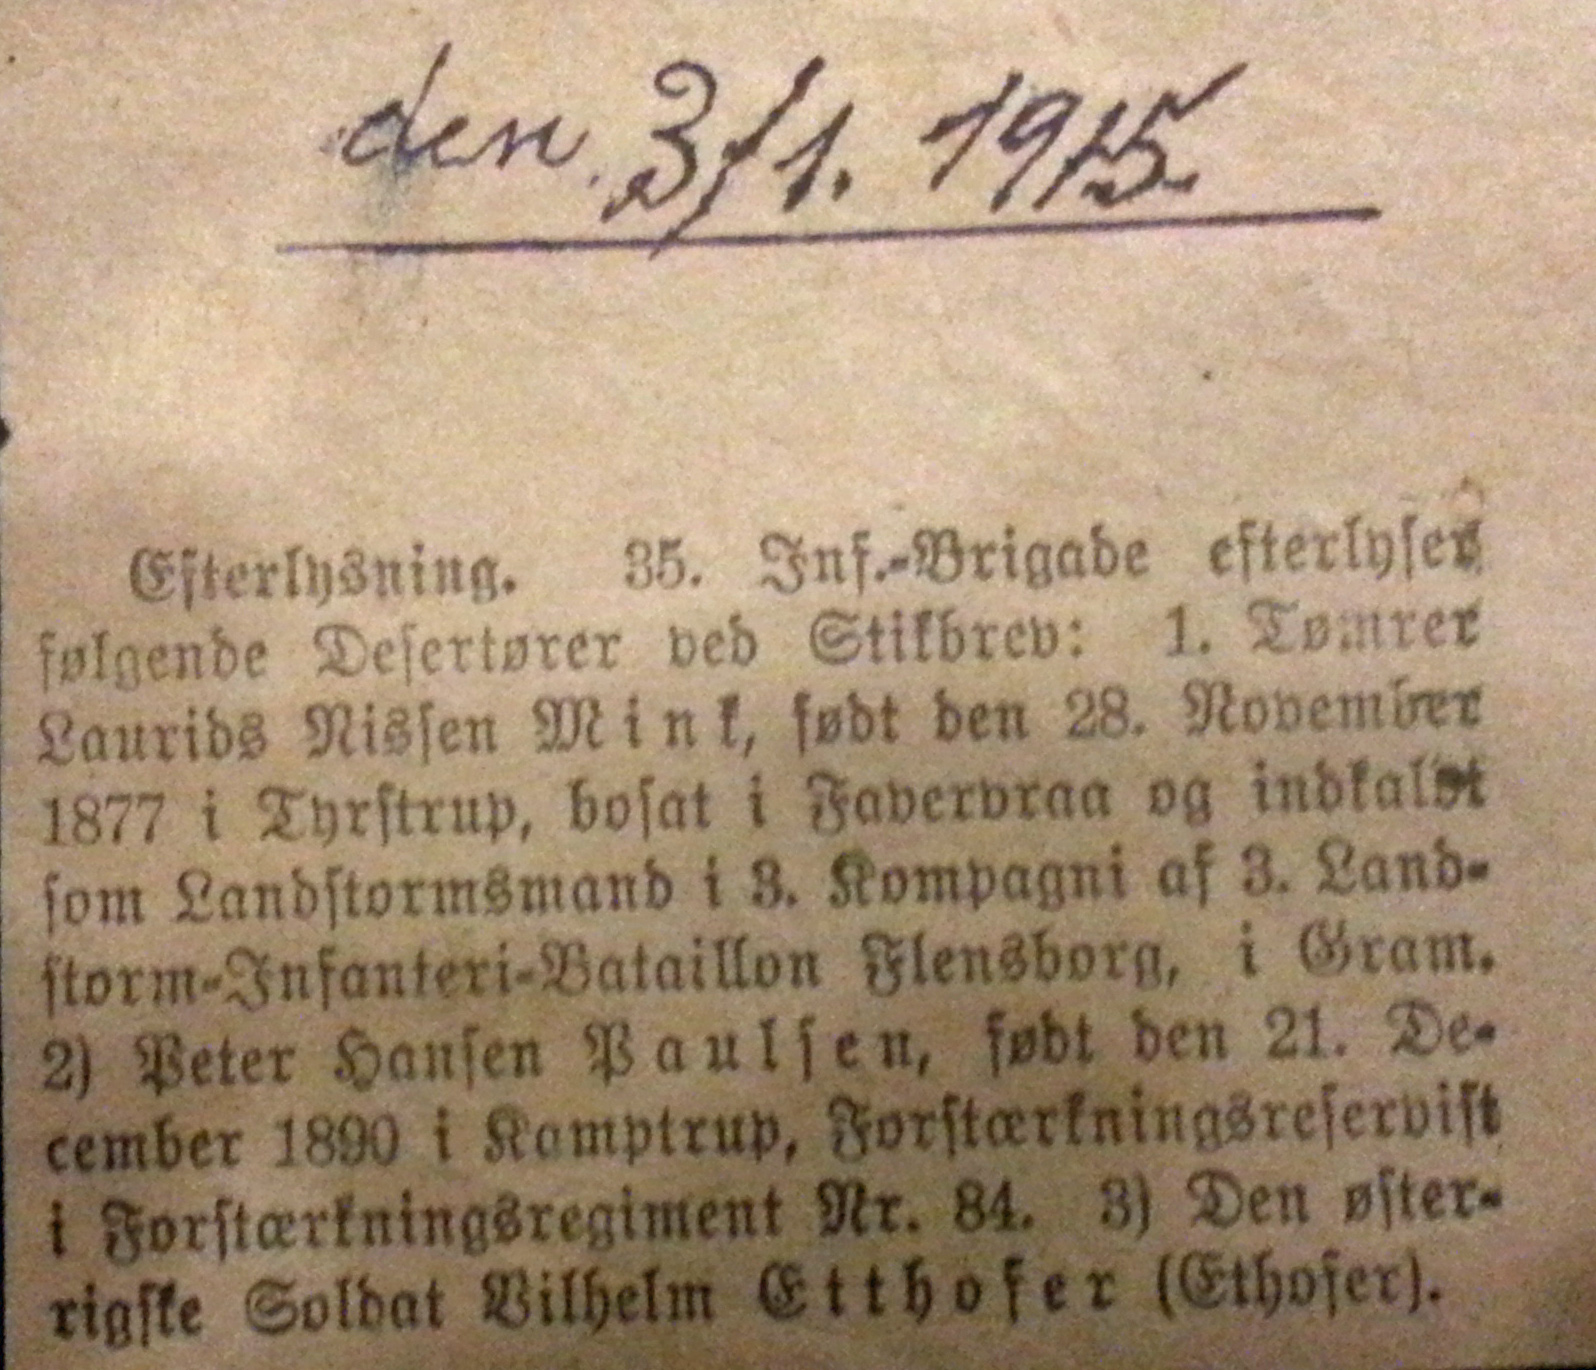 den 3/1. 1915.
Efterlysning. 35. Inf.-Brigade efterlyser
følgende Desertører ved Stikbrev: 1. Tømrer
Laurids Nissen Mink, født den 28. November
1877 i Tyrstrup, bosat i Favervraa og indkaldt
som Landstormsmand i 3. Kompagni af 3. Land-
storm-Infanteri-Bataillon Flensborg, i Gram.
2) Peter Hansen Paulsen, født den 21. De-
cember 1890 i Kamptrup, Forstærkningsreservist
i Forstærkningsregiment Nr. 84. 3) Den øster-
rigske Soldat Vilhelm Etthofer (Ethofer).